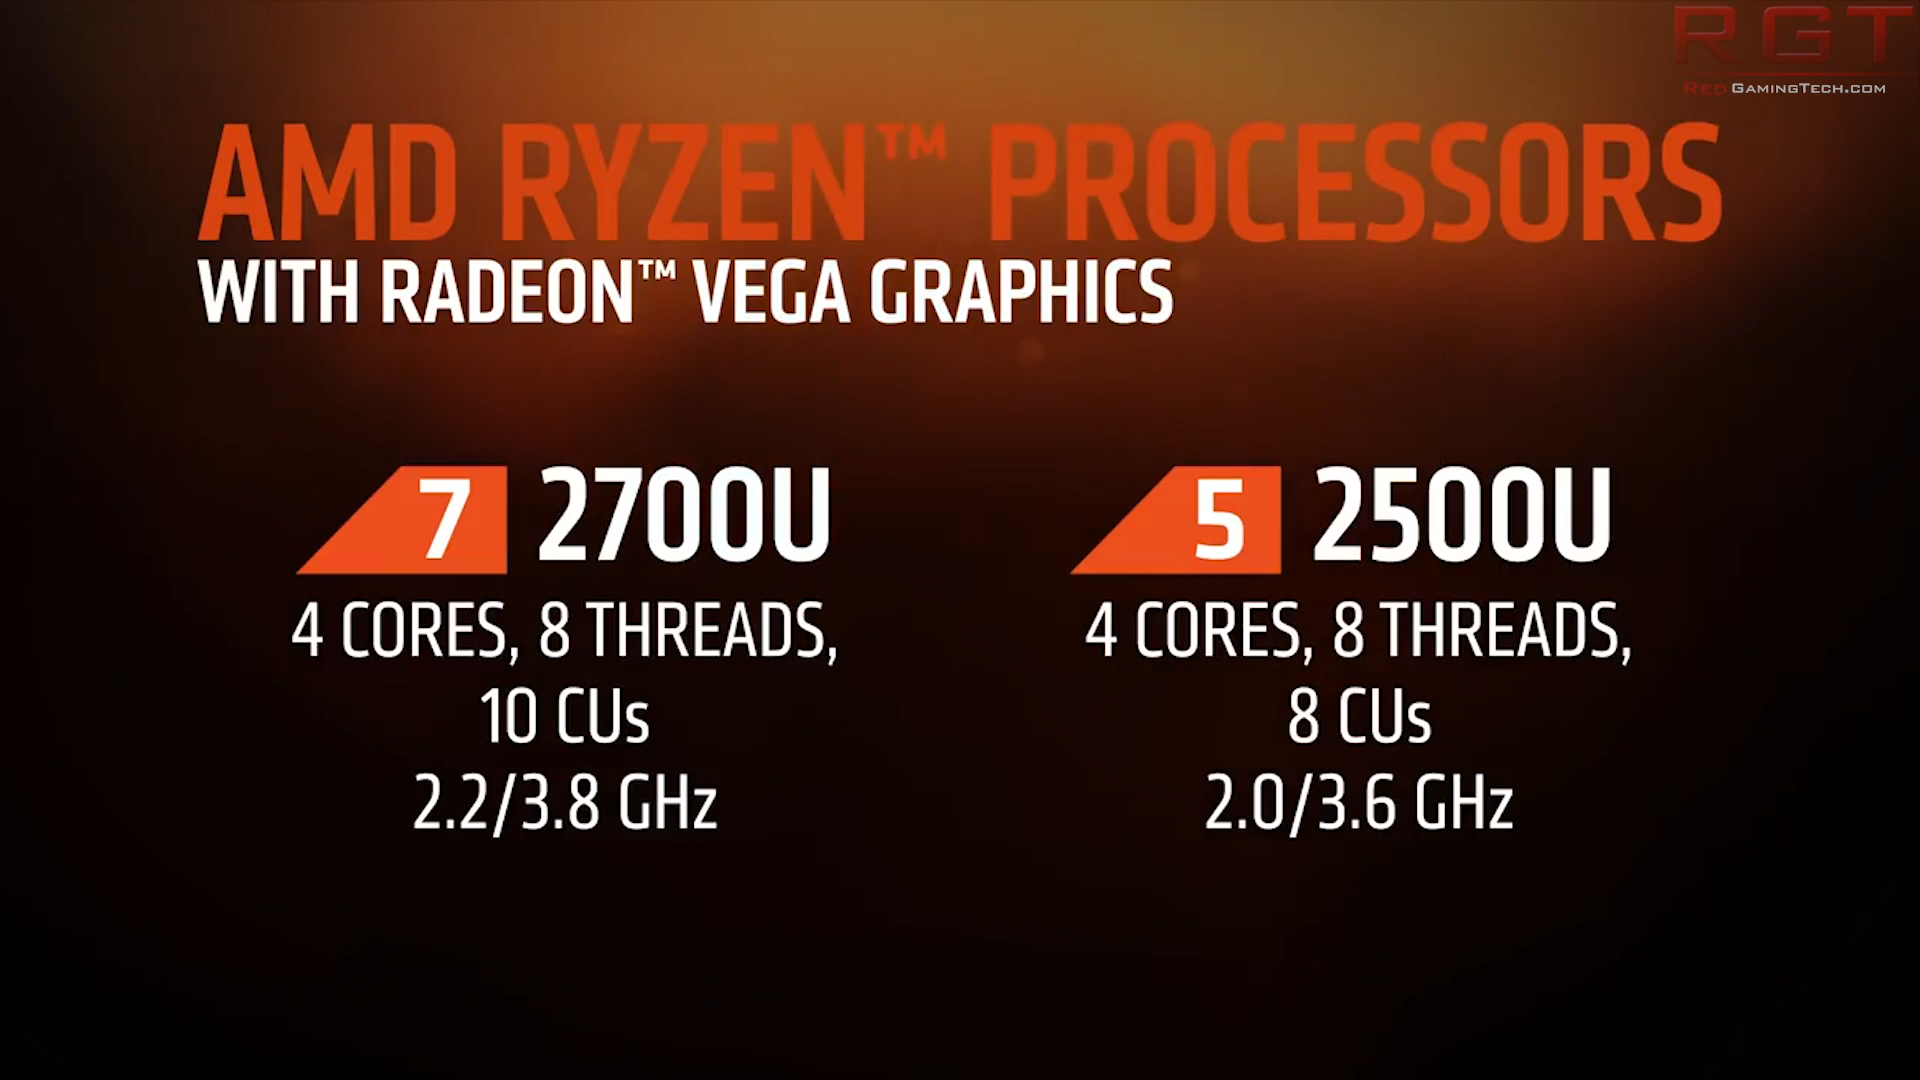 RGT
RedGamingTech.com
AMD RYZEN™ PROCESSORS
WITH RADEON™ VEGA GRAPHICS
7 2700U
4 CORES, 8 THREADS,
10 CUs
2.2/3.8 GHz
5 2500U
4 CORES, 8 THREADS,
8 CUs
2.0/3.6 GHz